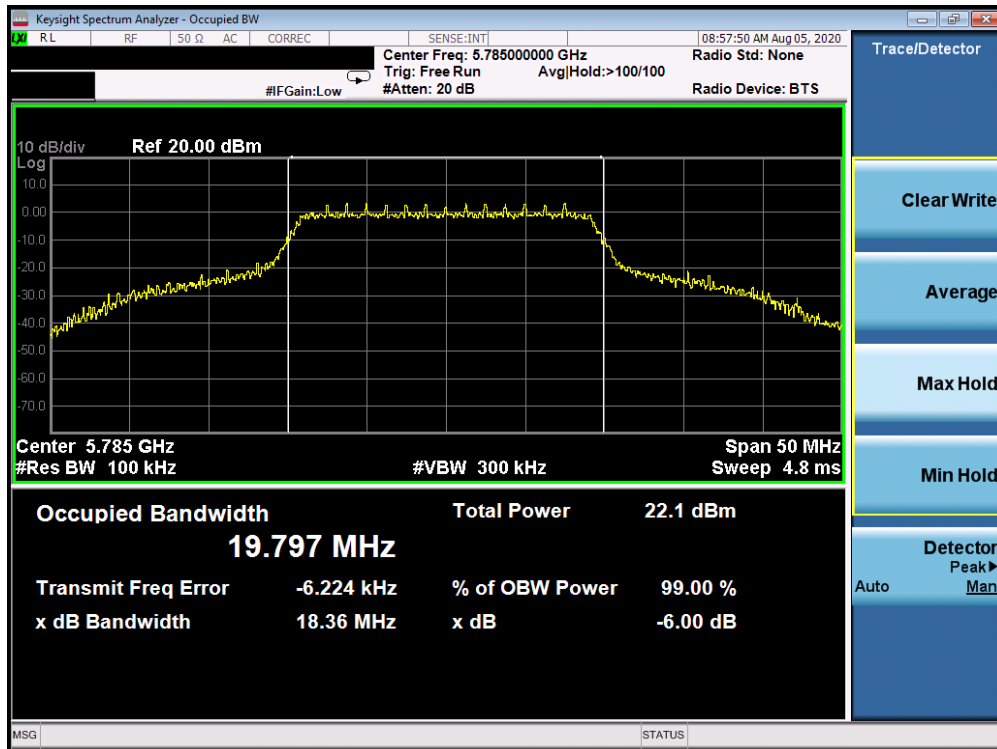 Keysight Spectrum Analyzer - Occupied BW
LXI RL RF 50 Ω AC CORREC SENSE:INT 08:57:50 AM Aug 05, 2020
Center Freq: 5.785000000 GHz Radio Std: None
Trig: Free Run Avg|Hold:>100/100
#IFGain:Low #Atten: 20 dB Radio Device: BTS
10 dB/div Ref 20.00 dBm
Log
10.0
0.00
-10.0
-20.0
-30.0
-40.0
-50.0
-60.0
-70.0
Center 5.785 GHz Span 50 MHz
#Res BW 100 kHz #VBW 300 kHz Sweep 4.8 ms
Occupied Bandwidth Total Power 22.1 dBm
19.797 MHz
Transmit Freq Error -6.224 kHz % of OBW Power 99.00 %
x dB Bandwidth 18.36 MHz x dB -6.00 dB
MSG STATUS
Trace/Detector
Clear Write
Average
Max Hold
Min Hold
Detector
Peak▶
Auto Man